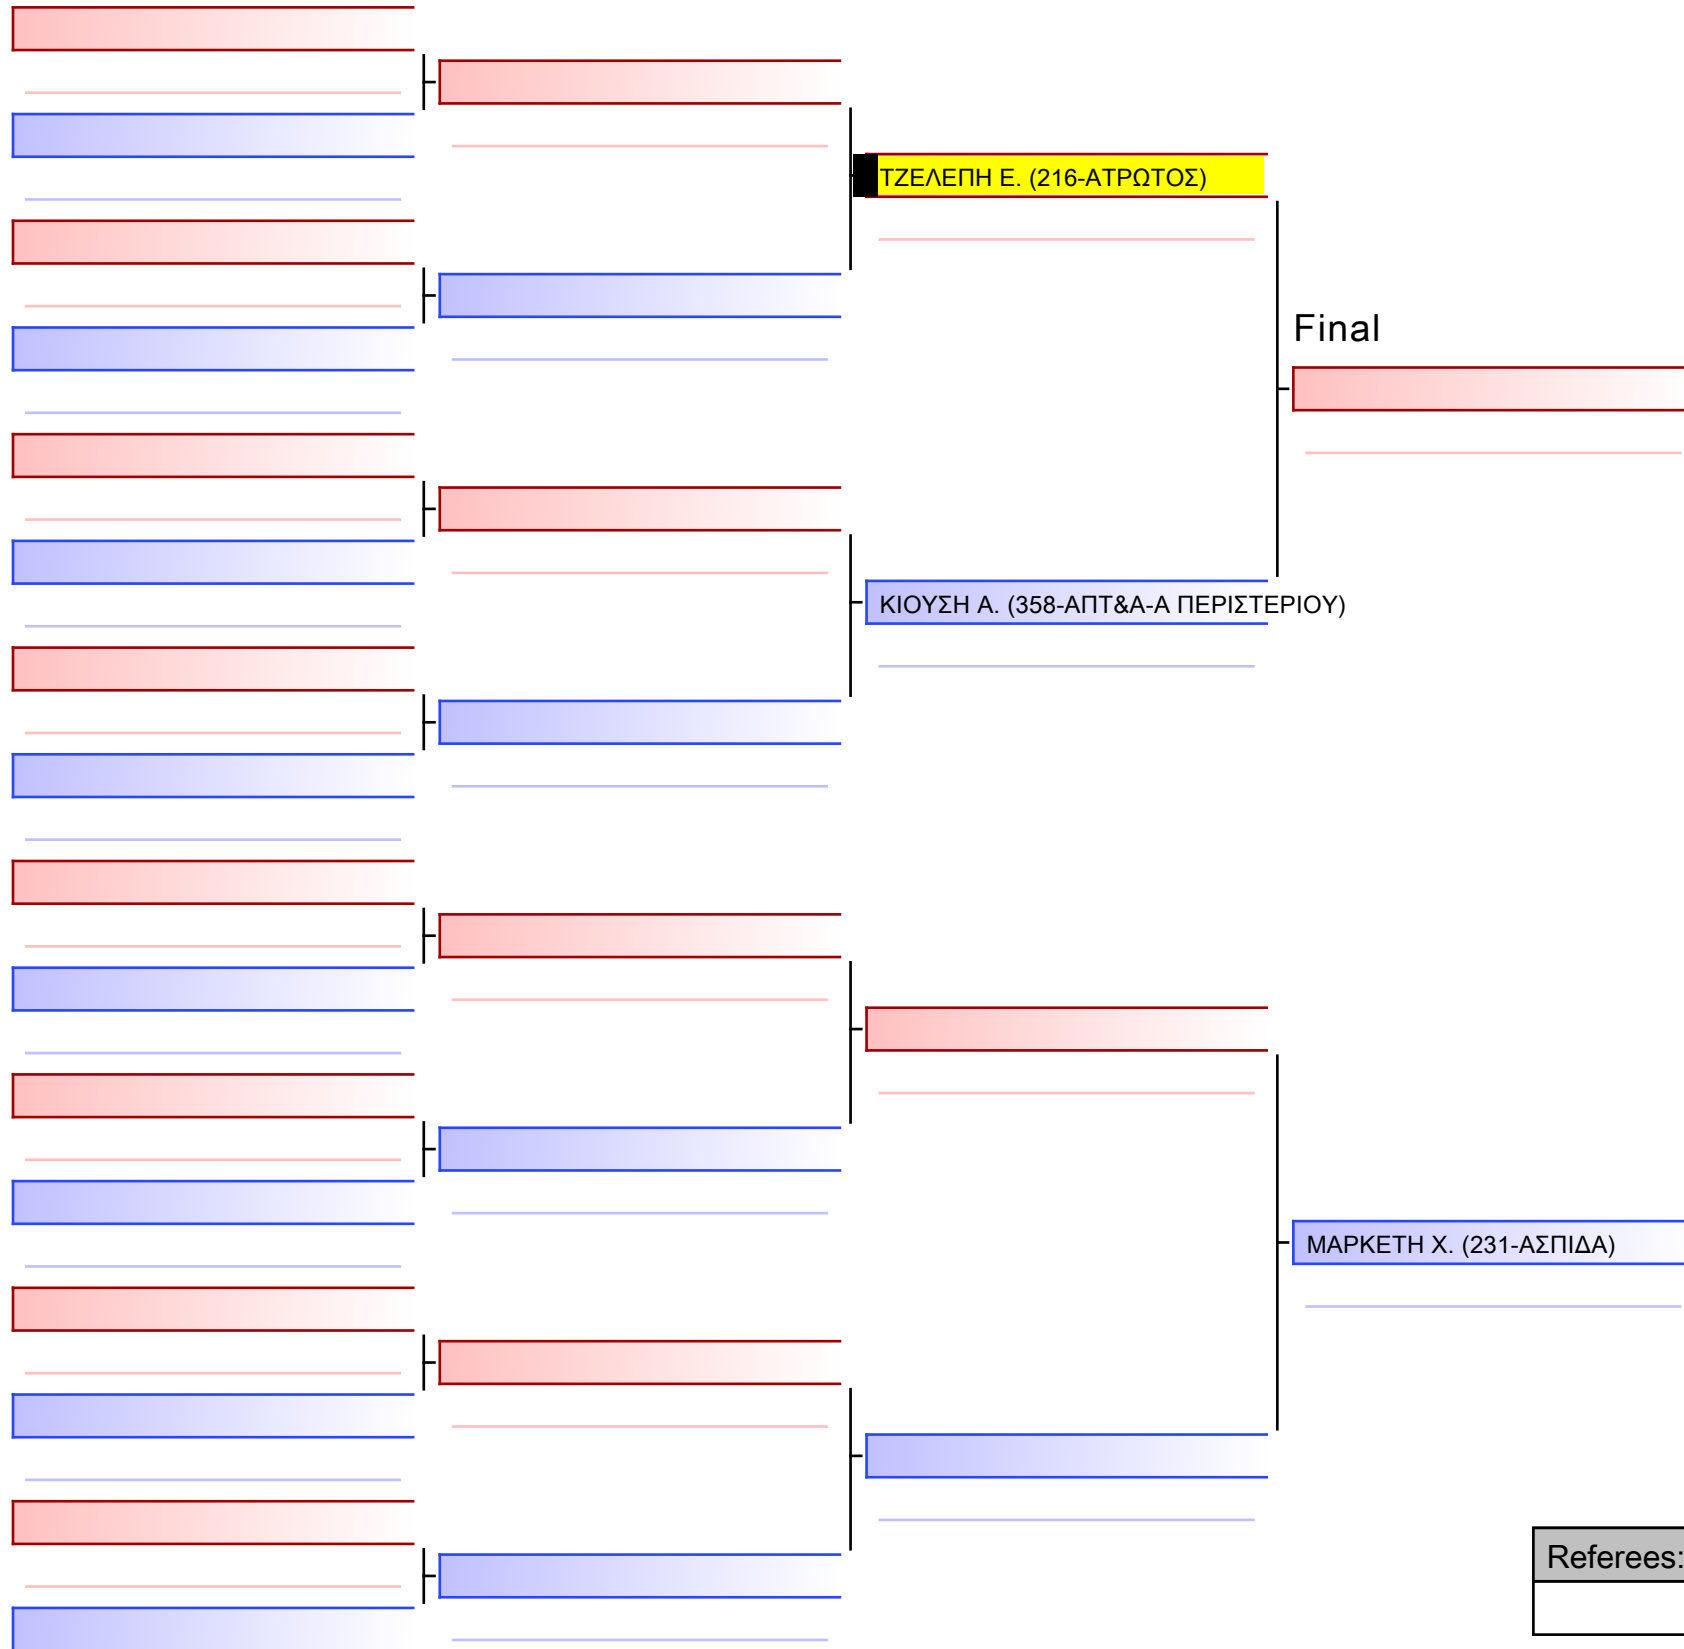 ΤΖΕΛΕΠΗ Ε. (216-ΑΤΡΩΤΟΣ)
Final
ΚΙΟΥΣΗ Α. (358-ΑΠΤ&Α-Α ΠΕΡΙΣΤΕΡΙΟΥ)
ΜΑΡΚΕΤΗ Χ. (231-ΑΣΠΙΔΑ)
Referees: